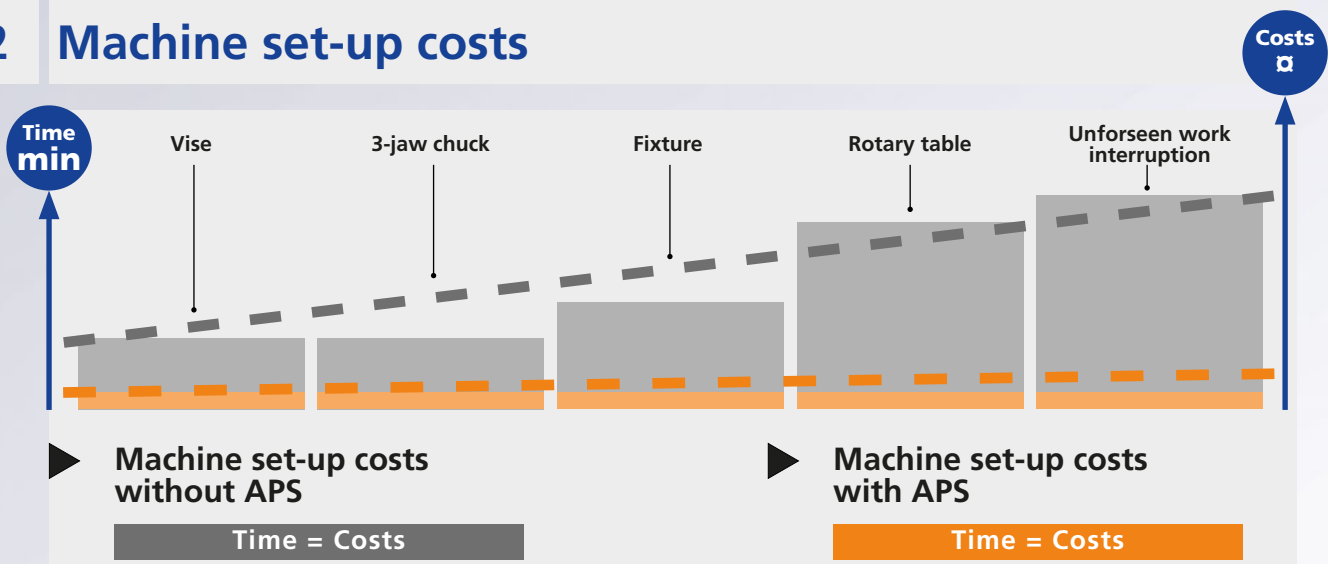 2
Machine set-up costs
Costs
¤
Time
min
Vise
3-jaw chuck
Fixture
Rotary table
Unforseen work
interruption
Machine set-up costs
without APS
Time = Costs
Machine set-up costs
with APS
Time = Costs